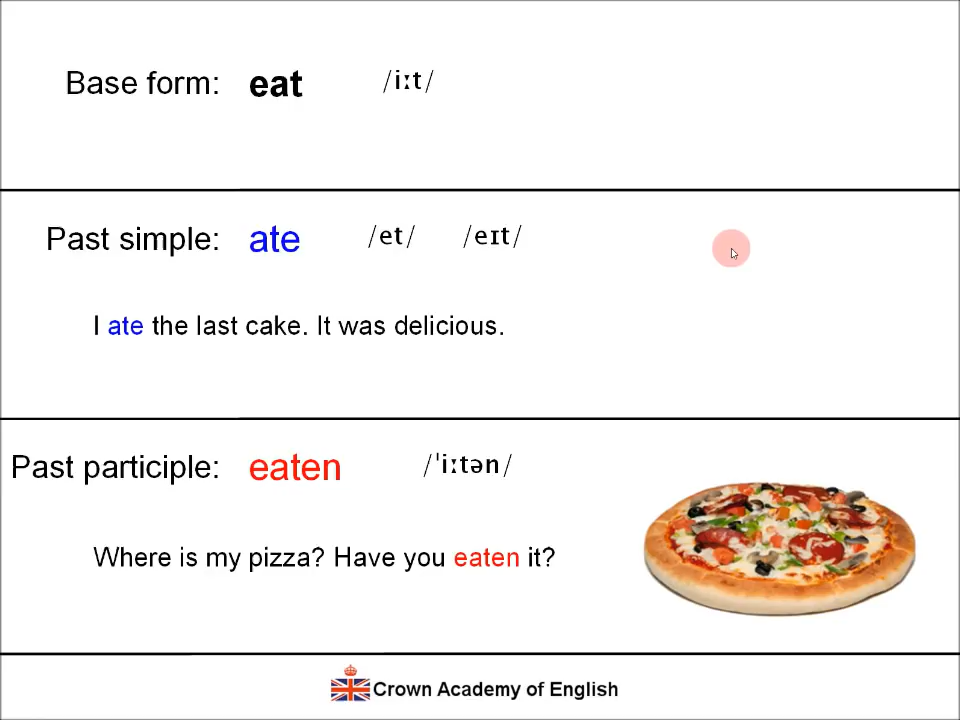 Base form: eat /iːt/
Past simple: ate /et/ /eɪt/
I ate the last cake. It was delicious.
Past participle: eaten /ˈiːtən/
Where is my pizza? Have you eaten it?
Crown Academy of English